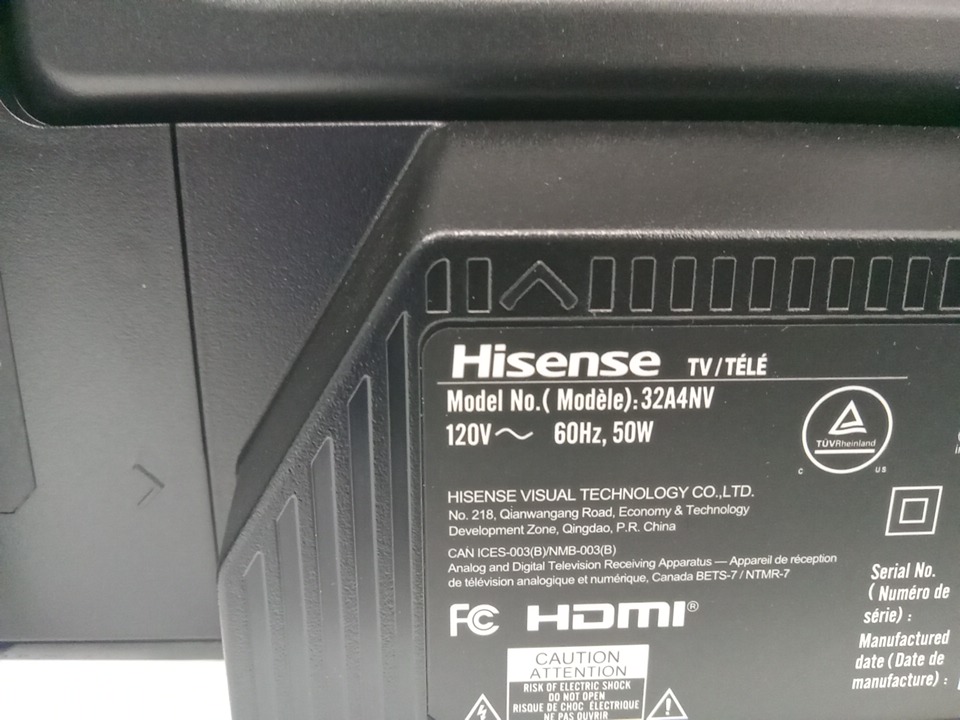 Hisense TV/TÉLÉ
Model No.( Modèle): 32A4NV
120V～ 60Hz, 50W
TÜVRheinland
C US
HISENSE VISUAL TECHNOLOGY CO.,LTD.
No. 218, Qianwangang Road, Economy & Technology
Development Zone, Qingdao, P.R. China
CAN ICES-003(B)/NMB-003(B)
Analog and Digital Television Receiving Apparatus — Appareil de réception
de télévision analogique et numérique, Canada BETS-7 / NTMR-7
Serial No.
( Numéro de
série) :
Manufactured
date ( Date de
manufacture) :
FC HDMI®
CAUTION
ATTENTION
RISK OF ELECTRIC SHOCK
DO NOT OPEN
RISQUE DE CHOC ÉLECTRIQUE
NE PAS OUVRIR